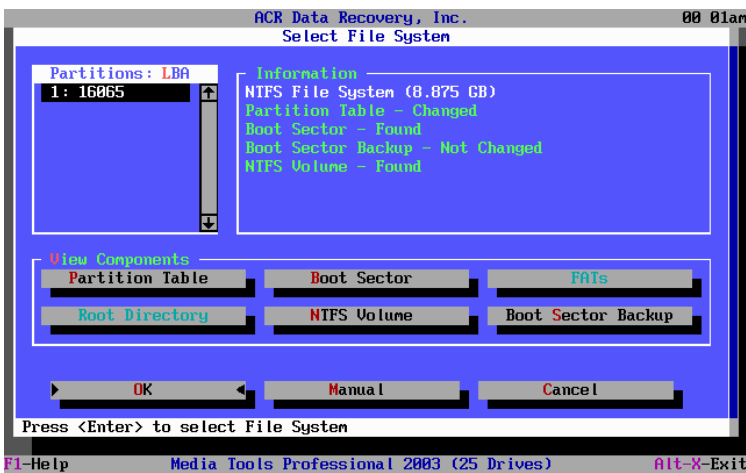 ACR Data Recovery, Inc. 00 01am
Select File System
Partitions: LBA
1: 16065
Information
NTFS File System (8.875 GB)
Partition Table - Changed
Boot Sector - Found
Boot Sector Backup - Not Changed
NTFS Volume - Found
View Components
Partition Table Boot Sector FATs
Root Directory NTFS Volume Boot Sector Backup
OK Manual Cancel
Press <Enter> to select File System
F1-Help Media Tools Professional 2003 (25 Drives) Alt-X-Exit